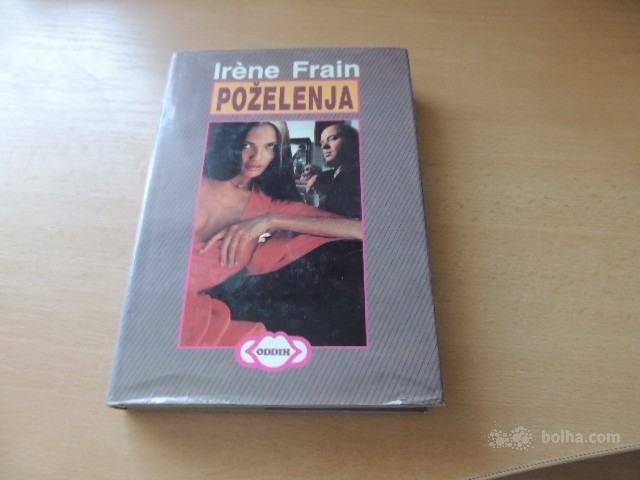 Irène Frain
POŽELENJA
ODDIH
bolha.com